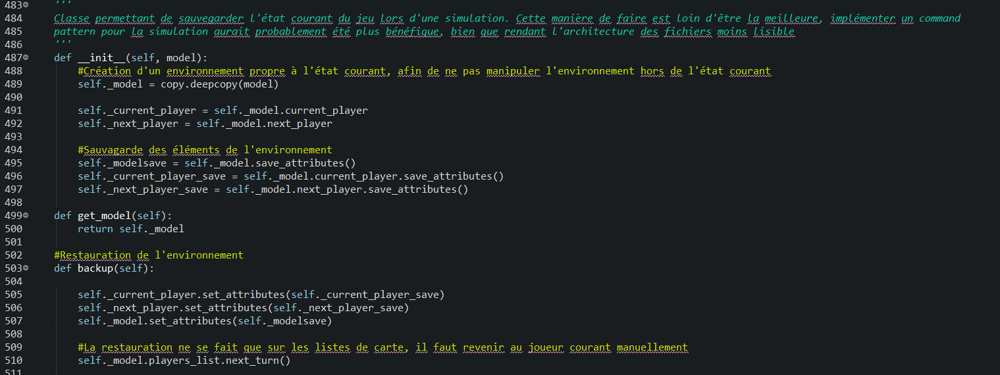 483 '''
484 Classe permettant de sauvegarder l'état courant du jeu lors d'une simulation. Cette manière de faire est loin d'être la meilleure, implémenter un command
485 pattern pour la simulation aurait probablement été plus bénéfique, bien que rendant l'architecture des fichiers moins lisible
486 '''
487 def __init__(self, model):
488 #Création d'un environnement propre à l'état courant, afin de ne pas manipuler l'environnement hors de l'état courant
489 self._model = copy.deepcopy(model)
490
491 self._current_player = self._model.current_player
492 self._next_player = self._model.next_player
493
494 #Sauvagarde des éléments de l'environnement
495 self._modelsave = self._model.save_attributes()
496 self._current_player_save = self._model.current_player.save_attributes()
497 self._next_player_save = self._model.next_player.save_attributes()
498
499 def get_model(self):
500 return self._model
501
502 #Restauration de l'environnement
503 def backup(self):
504
505 self._current_player.set_attributes(self._current_player_save)
506 self._next_player.set_attributes(self._next_player_save)
507 self._model.set_attributes(self._modelsave)
508
509 #La restauration ne se fait que sur les listes de carte, il faut revenir au joueur courant manuellement
510 self._model.players_list.next_turn()
511